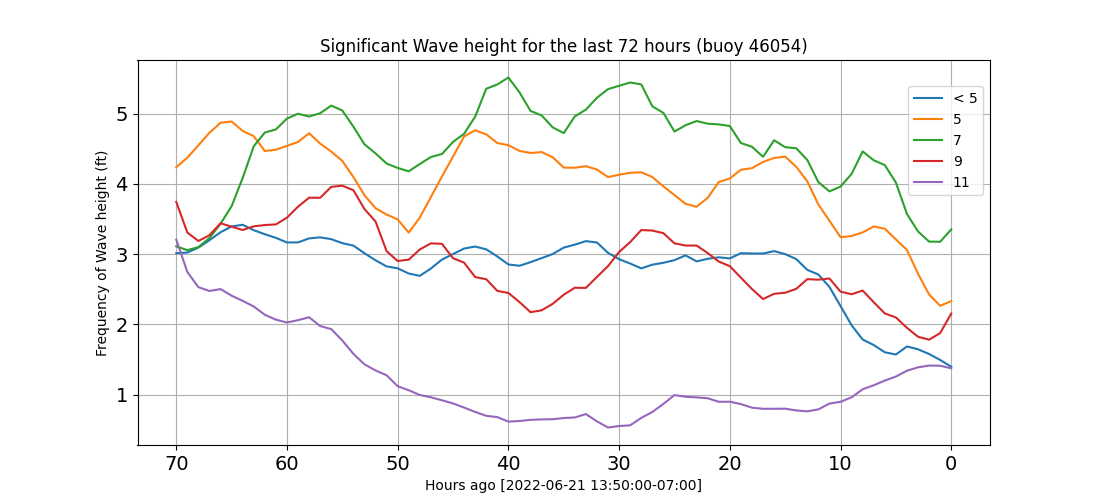 Significant Wave height for the last 72 hours (buoy 46054)
Frequency of Wave height (ft)
5
4
3
2
1
< 5
5
7
9
11
70 60 50 40 30 20 10 0
Hours ago [2022-06-21 13:50:00-07:00]